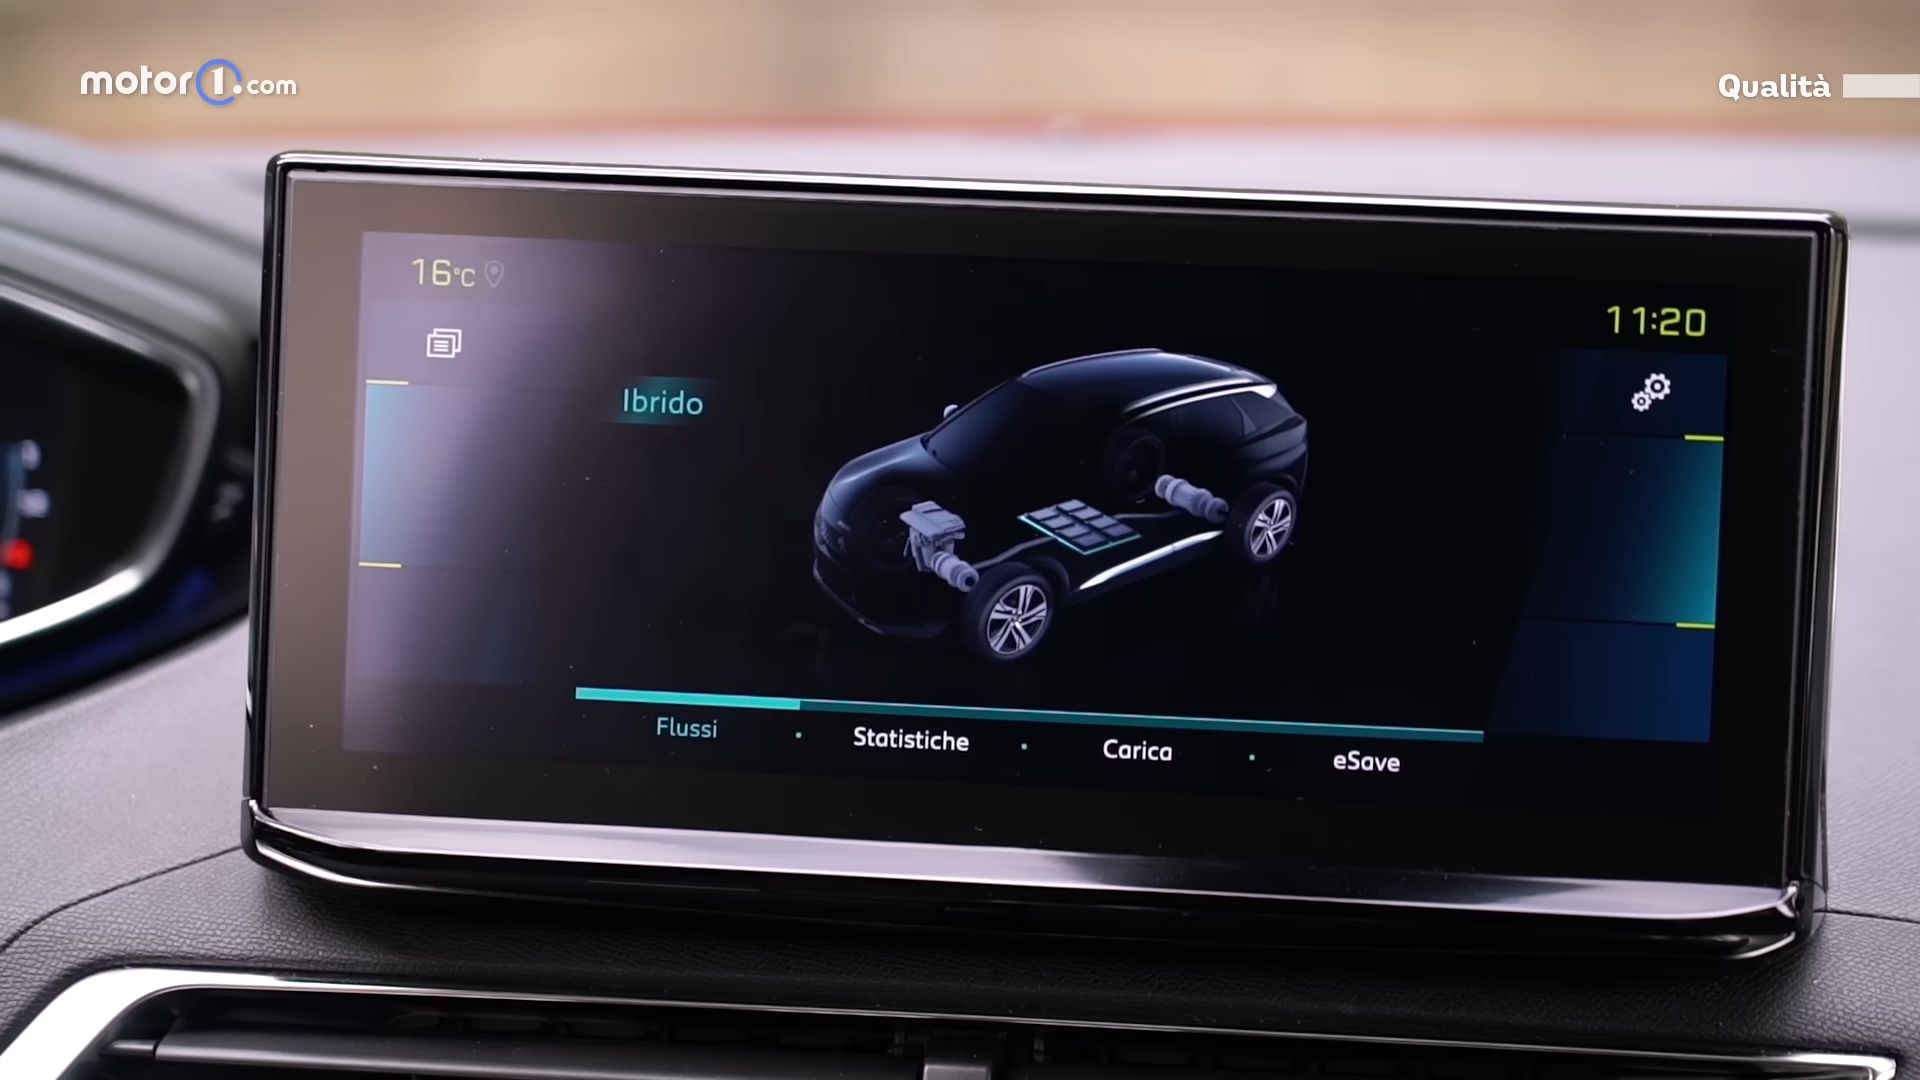 motor1.com
Qualità
16°C
11:20
Ibrido
Flussi
Statistiche
Carica
eSave